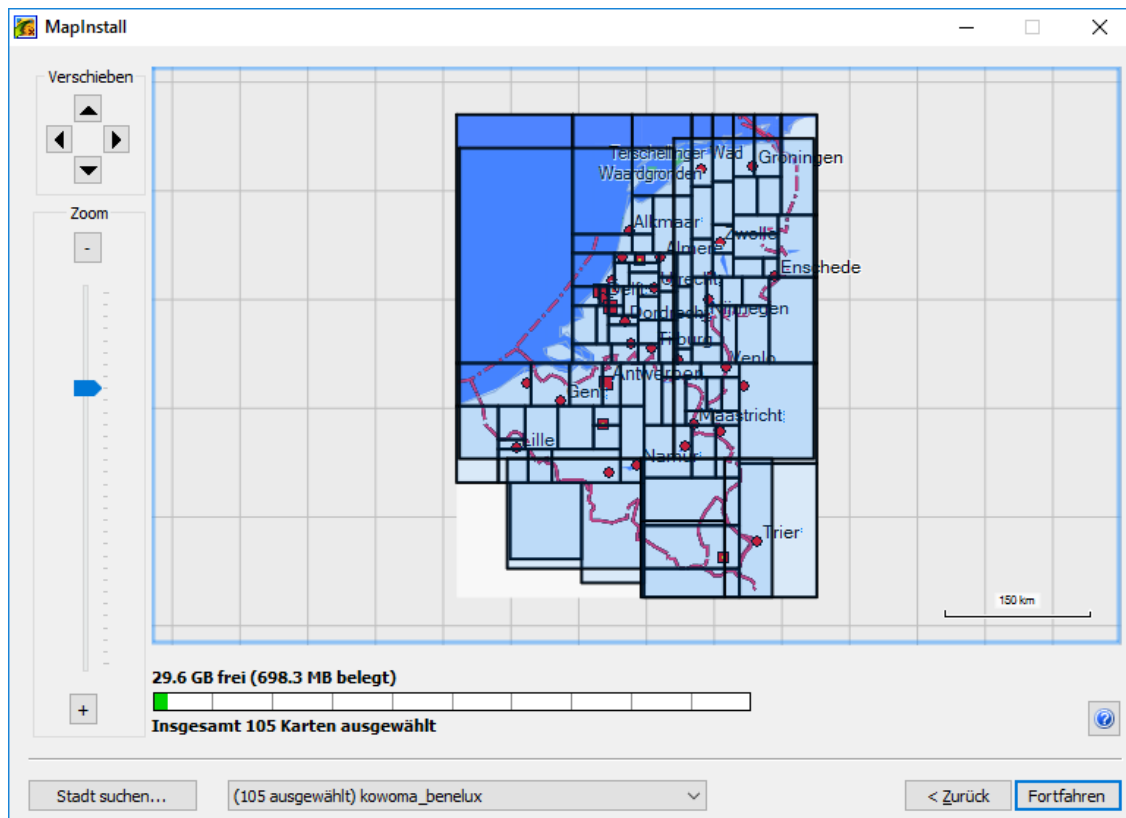 MapInstall
Verschieben
Zoom
-
+
Terschellinger Wad
Groningen
Waardgronden
Alkmaar
Zwolle
Almere
Enschede
Utrecht
Delft
Nijmegen
Dordrecht
Tilburg
Venlo
Antwerpen
Gent
Maastricht
Lille
Namur
Trier
150 km
29.6 GB frei (698.3 MB belegt)
Insgesamt 105 Karten ausgewählt
?
Stadt suchen...
(105 ausgewählt) kowoma_benelux
< Zurück
Fortfahren